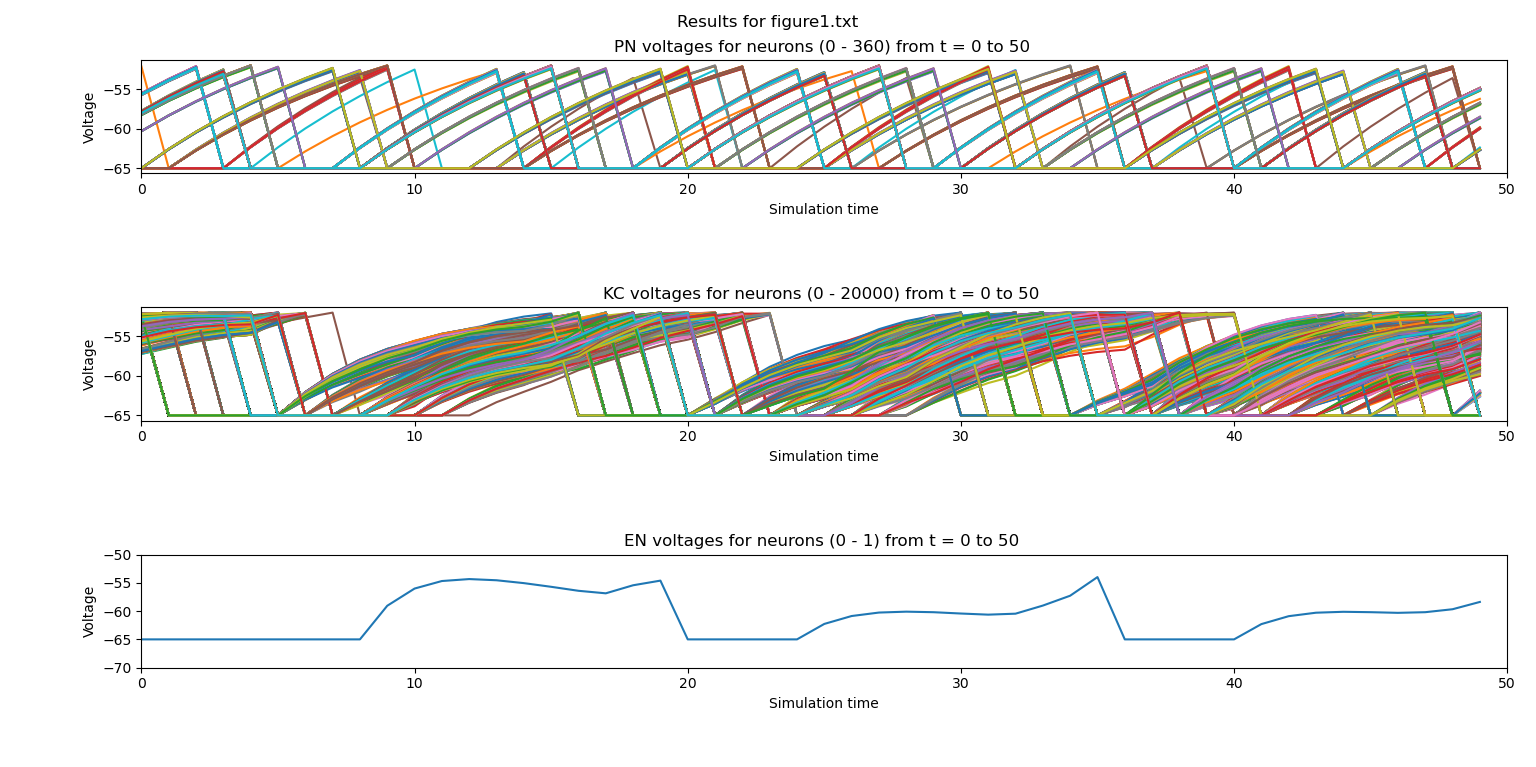 Results for figure1.txt
PN voltages for neurons (0 - 360) from t = 0 to 50
Voltage
−55
−60
−65
0 10 20 30 40 50
Simulation time
KC voltages for neurons (0 - 20000) from t = 0 to 50
Voltage
−55
−60
−65
0 10 20 30 40 50
Simulation time
EN voltages for neurons (0 - 1) from t = 0 to 50
Voltage
−50
−55
−60
−65
−70
0 10 20 30 40 50
Simulation time